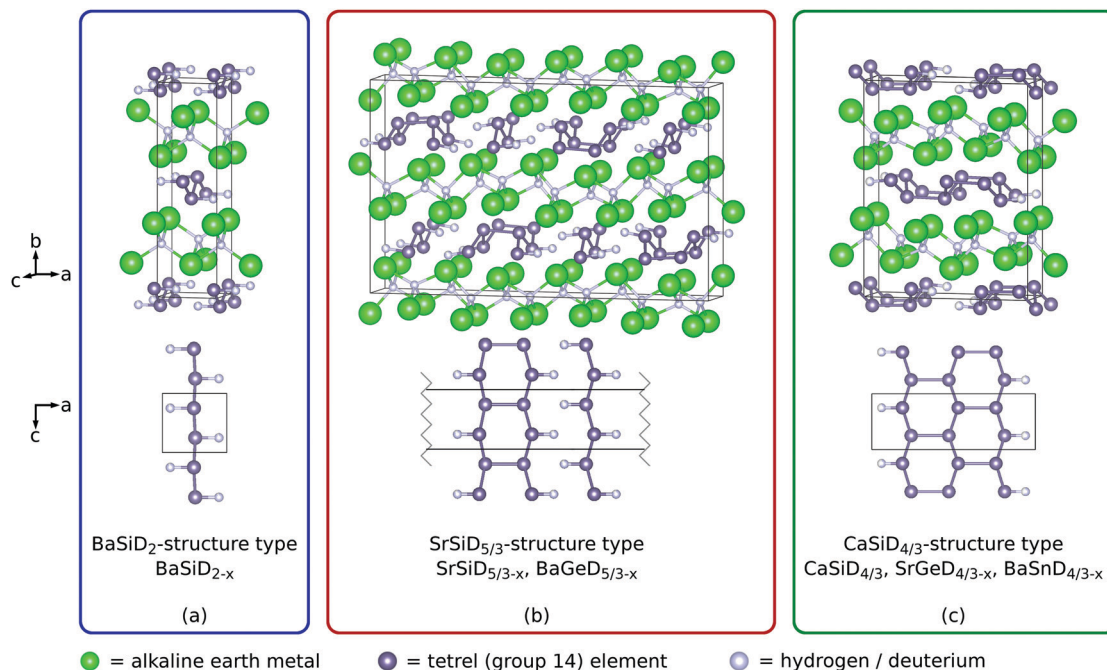 b
c
a
a
c
BaSiD2-structure type
BaSiD2-x
(a)
SrSiD5/3-structure type
SrSiD5/3-x, BaGeD5/3-x
(b)
CaSiD4/3-structure type
CaSiD4/3, SrGeD4/3-x, BaSnD4/3-x
(c)
= alkaline earth metal
= tetrel (group 14) element
= hydrogen / deuterium